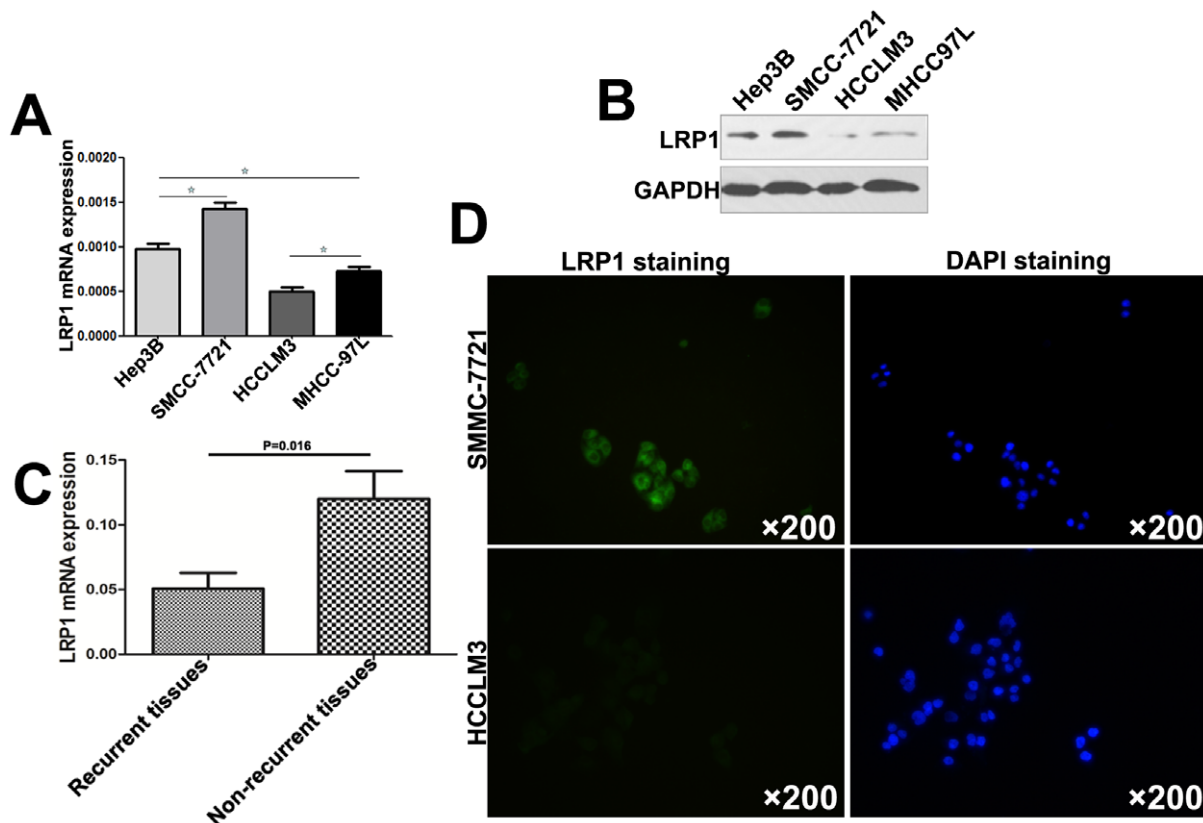 A
LRP1 mRNA expression
0.0020
0.0015
0.0010
0.0005
0.0000
Hep3B
SMCC-7721
HCCLM3
MHCC-97L
B
Hep3B
SMCC-7721
HCCLM3
MHCC97L
LRP1
GAPDH
C
LRP1 mRNA expression
P=0.016
0.15
0.10
0.05
0.00
Recurrent tissues
Non-recurrent tissues
D
LRP1 staining
DAPI staining
SMMC-7721
×200
×200
HCCLM3
×200
×200